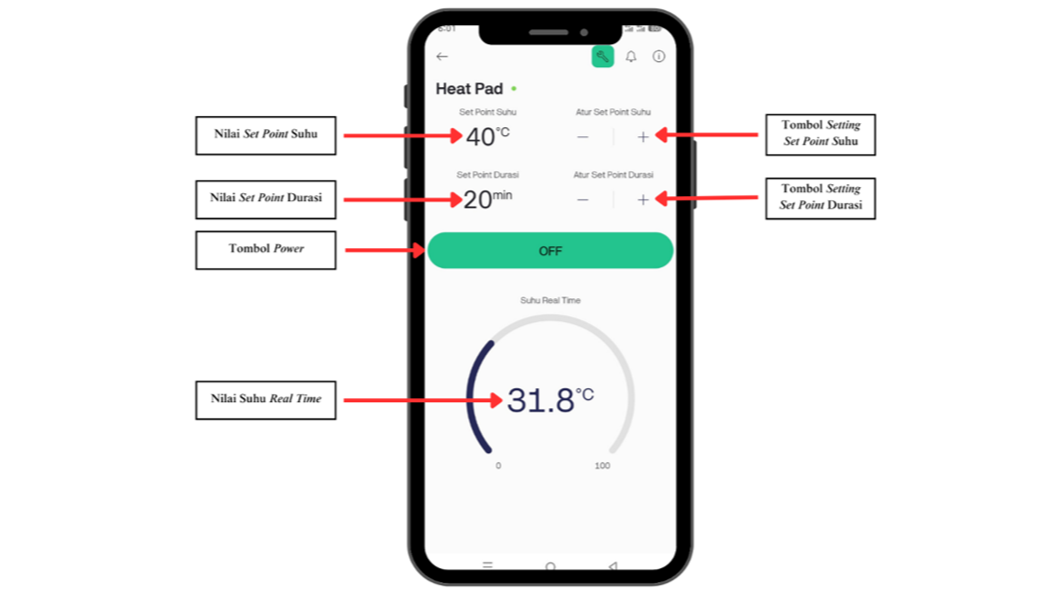 Heat Pad
Set Point Suhu
Atur Set Point Suhu
40°C
− +
Set Point Durasi
Atur Set Point Durasi
20min
− +
OFF
Suhu Real Time
31.8°C
0
100
Nilai Set Point Suhu
Nilai Set Point Durasi
Tombol Power
Nilai Suhu Real Time
Tombol Setting
Set Point Suhu
Tombol Setting
Set Point Durasi